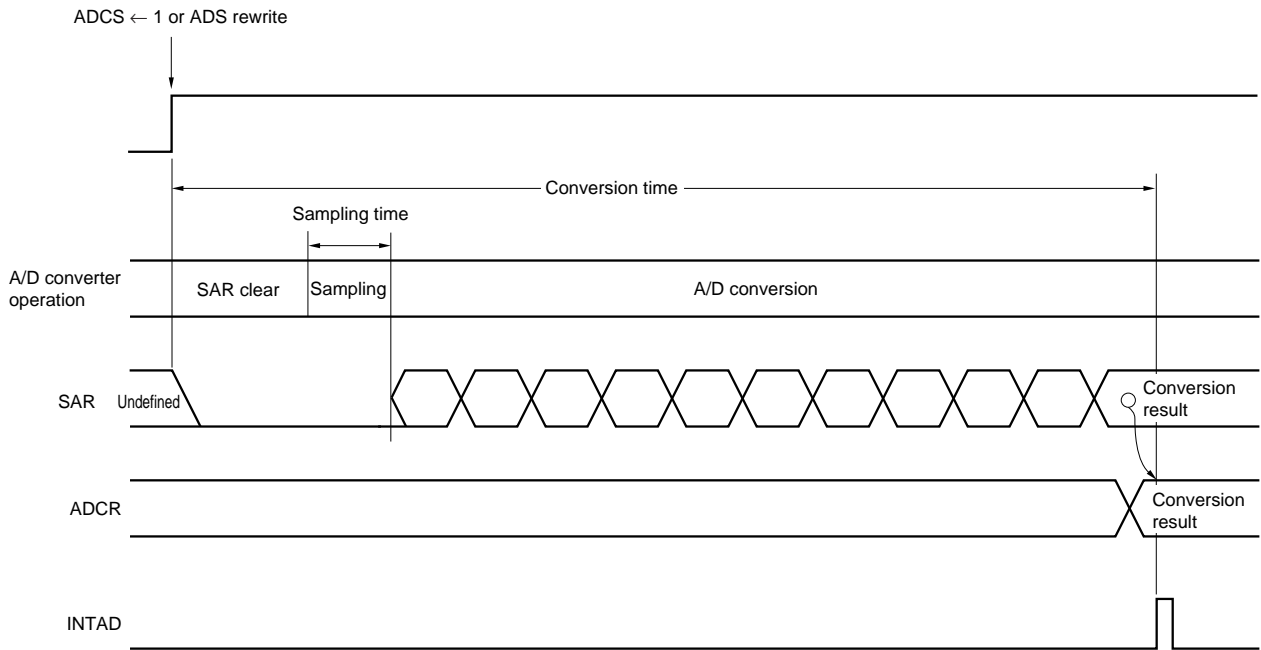 ADCS ← 1 or ADS rewrite
Conversion time
Sampling time
A/D converter
operation
SAR clear
Sampling
A/D conversion
SAR
Undefined
Conversion
result
ADCR
Conversion
result
INTAD